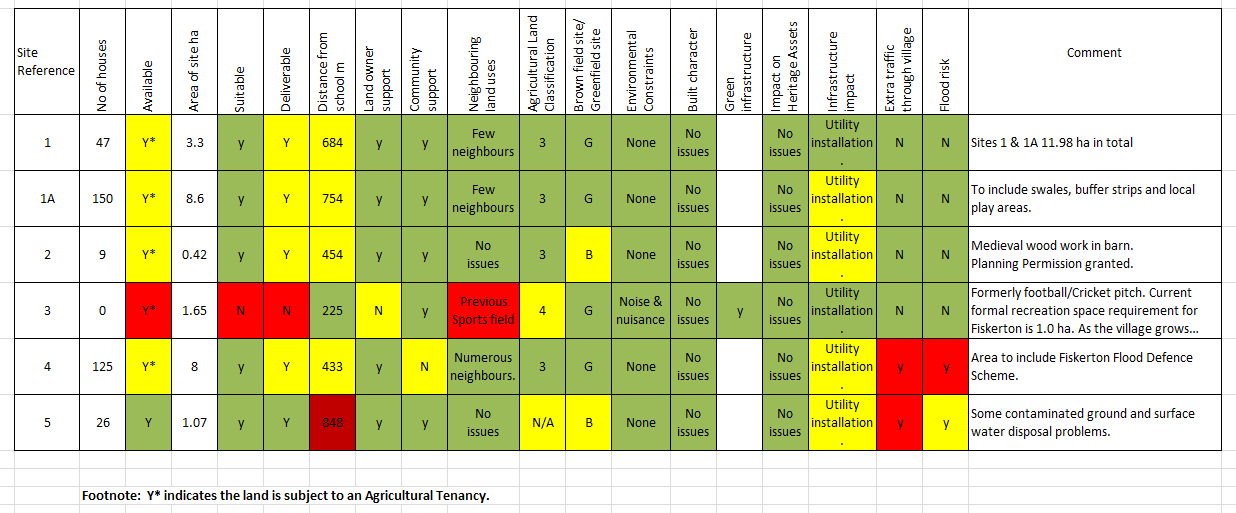 Site Reference | No of houses | Available | Area of site ha | Suitable | Deliverable | Distance from school m | Land owner support | Community support | Neighbouring land uses | Agricultural Land Classification | Brown field site/ Greenfield site | Environmental Constraints | Built character | Green infrastructure | Impact on Heritage Assets | Infrastructure impact | Extra traffic through village | Flood risk | Comment
1 | 47 | Y* | 3.3 | y | Y | 684 | y | y | Few neighbours | 3 | G | None | No issues | | No issues | Utility installation . | N | N | Sites 1 & 1A 11.98 ha in total
1A | 150 | Y* | 8.6 | y | Y | 754 | y | y | Few neighbours | 3 | G | None | No issues | | No issues | Utility installation . | N | N | To include swales, buffer strips and local play areas.
2 | 9 | Y* | 0.42 | y | Y | 454 | y | y | No issues | 3 | B | None | No issues | | No issues | Utility installation . | N | N | Medieval wood work in barn. Planning Permission granted.
3 | 0 | Y* | 1.65 | N | N | 225 | N | y | Previous Sports field | 4 | G | Noise & nuisance | No issues | y | No issues | Utility installation . | N | N | Formerly football/Cricket pitch. Current formal recreation space requirement for Fiskerton is 1.0 ha. As the village grows...
4 | 125 | Y* | 8 | y | Y | 433 | y | N | Numerous neighbours. | 3 | G | None | No issues | | No issues | Utility installation . | y | y | Area to include Fiskerton Flood Defence Scheme.
5 | 26 | Y | 1.07 | y | Y | 848 | y | y | No issues | N/A | B | None | No issues | | No issues | Utility installation . | y | y | Some contaminated ground and surface water disposal problems.
Footnote: Y* indicates the land is subject to an Agricultural Tenancy.